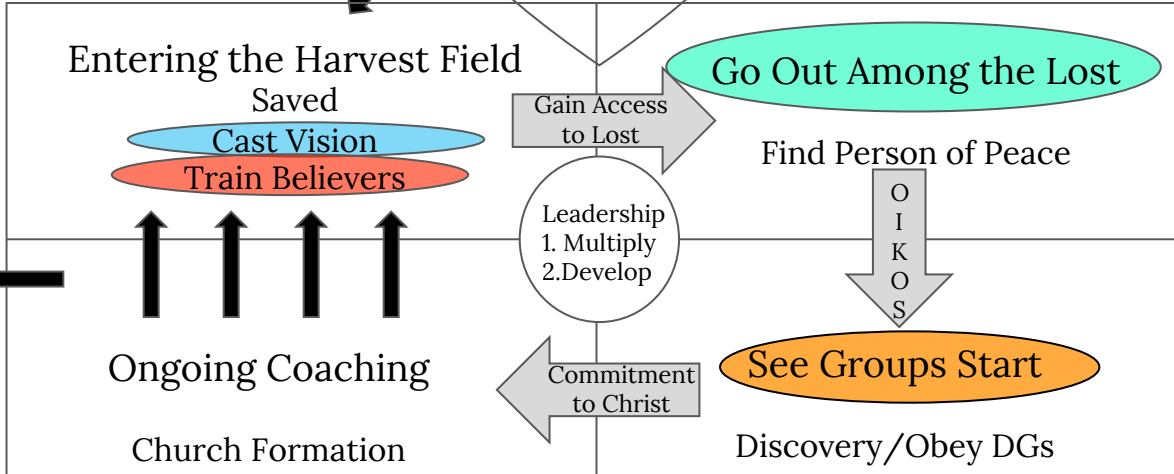 Entering the Harvest Field
Saved
Cast Vision
Train Believers
Gain Access
to Lost
Go Out Among the Lost
Find Person of Peace
O
I
K
O
S
Leadership
1. Multiply
2.Develop
See Groups Start
Discovery/Obey DGs
Commitment
to Christ
Ongoing Coaching
Church Formation